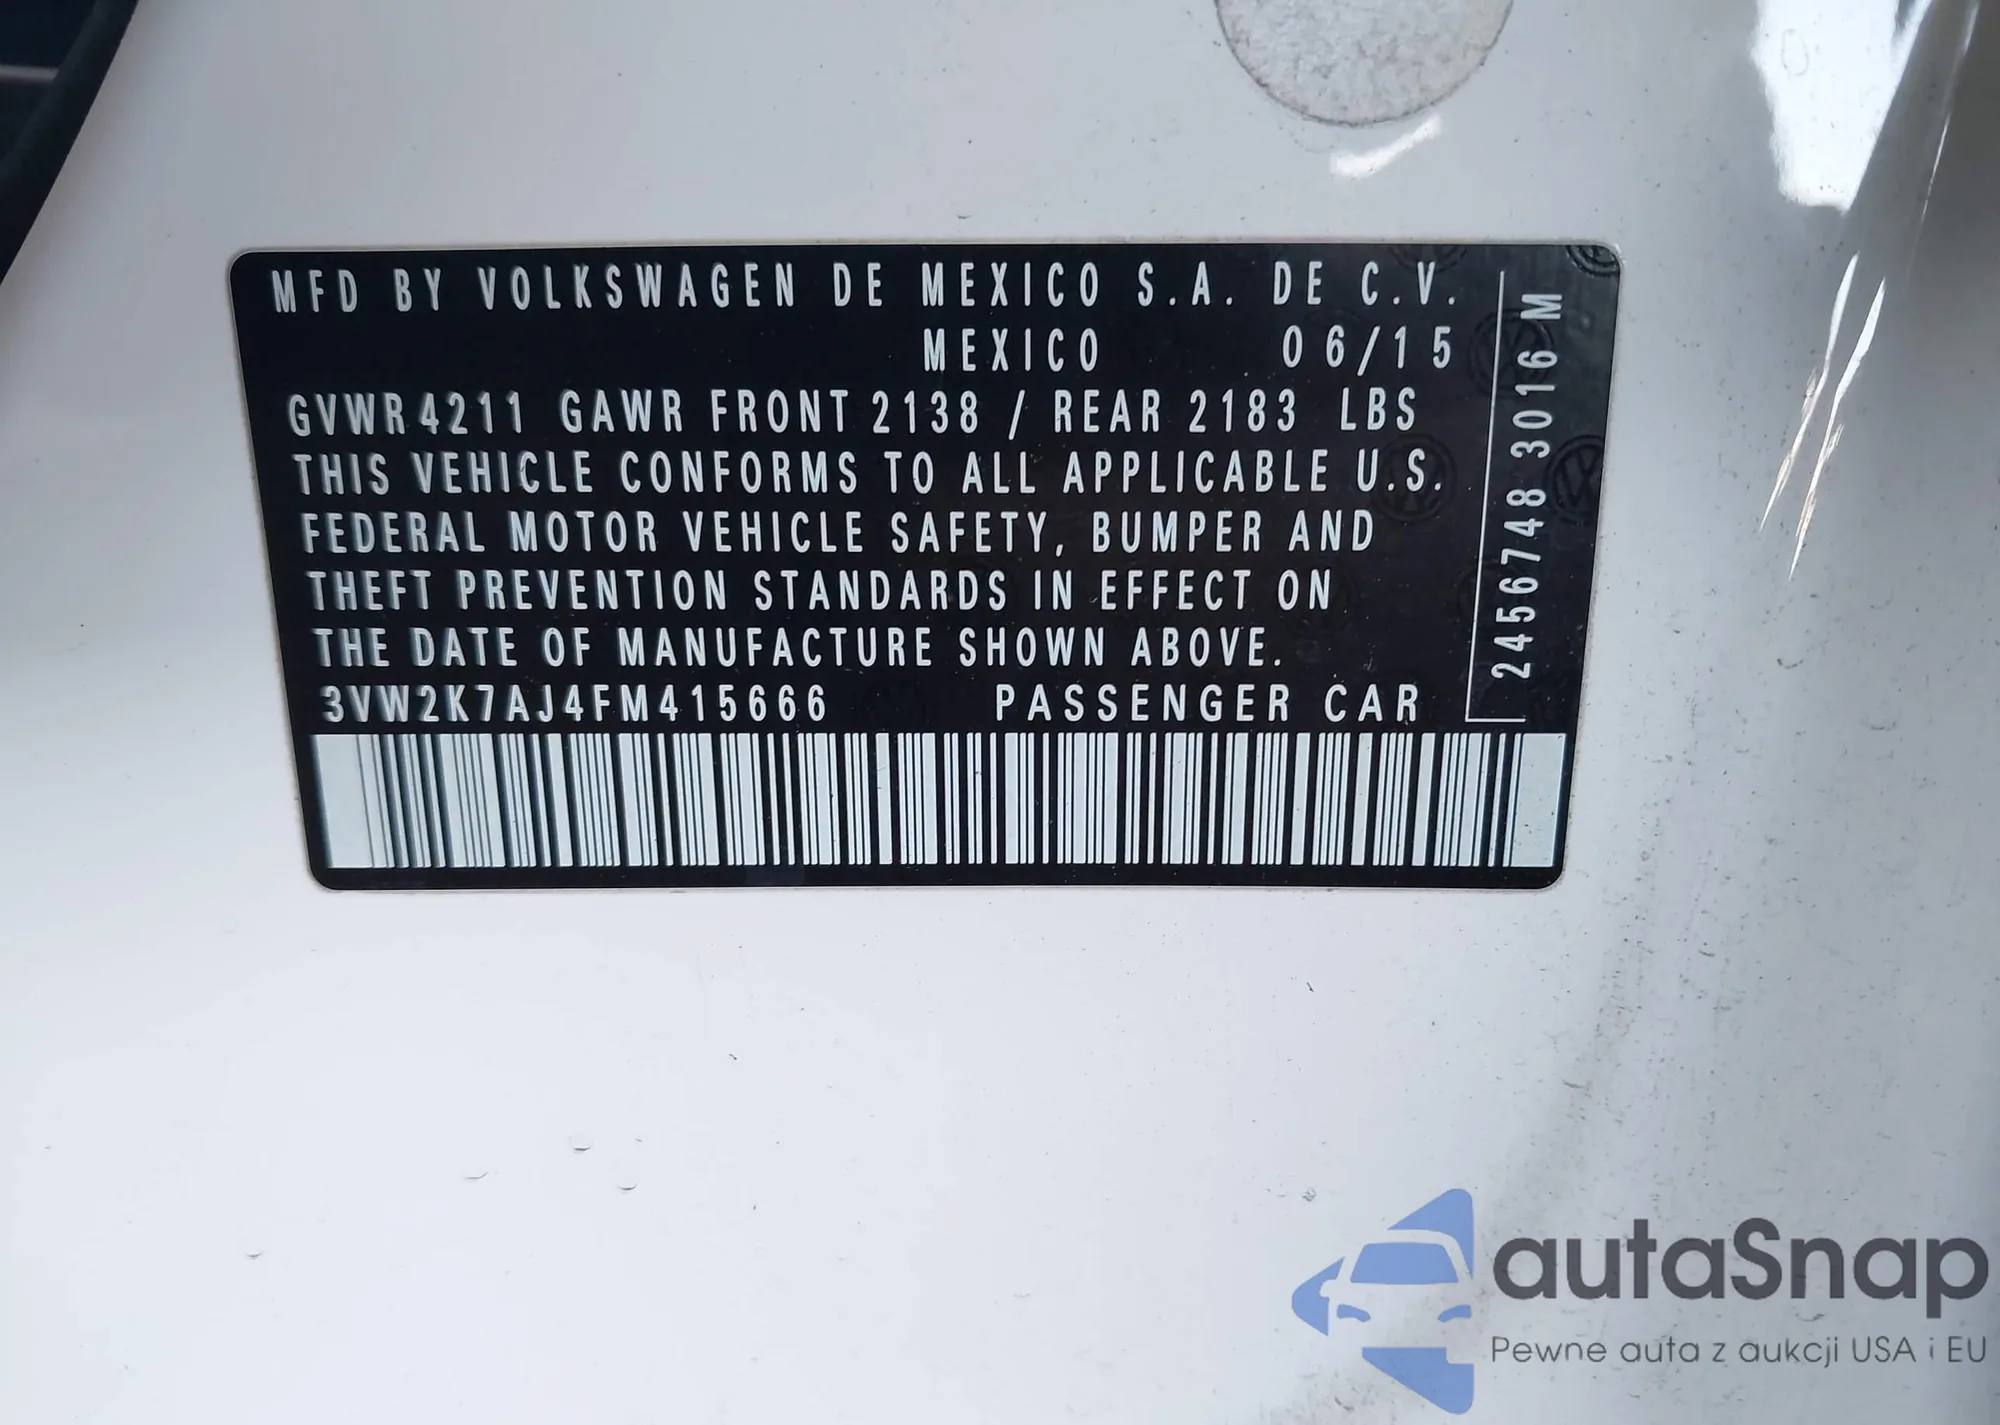 MFD BY VOLKSWAGEN DE MEXICO S.A. DE C.V.
MEXICO 06/15
GVWR 4211 GAWR FRONT 2138 / REAR 2183 LBS
THIS VEHICLE CONFORMS TO ALL APPLICABLE U.S.
FEDERAL MOTOR VEHICLE SAFETY, BUMPER AND
THEFT PREVENTION STANDARDS IN EFFECT ON
THE DATE OF MANUFACTURE SHOWN ABOVE.
3VW2K7AJ4FM415666 PASSENGER CAR
2456748 3016 M
autaSnap
Pewne auta z aukcji USA i EU